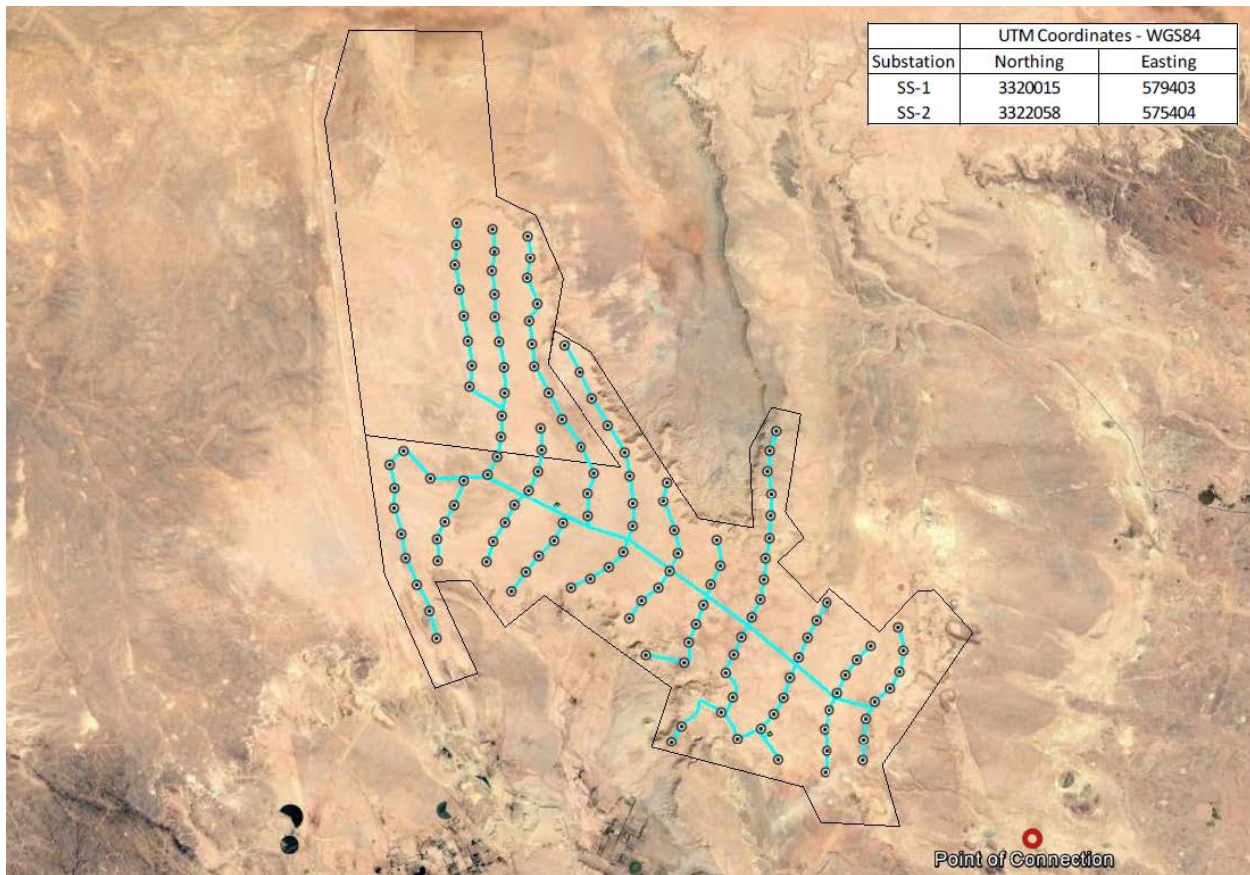 UTM Coordinates - WGS84
Substation Northing Easting
SS-1 3320015 579403
SS-2 3322058 575404
Point of Connection